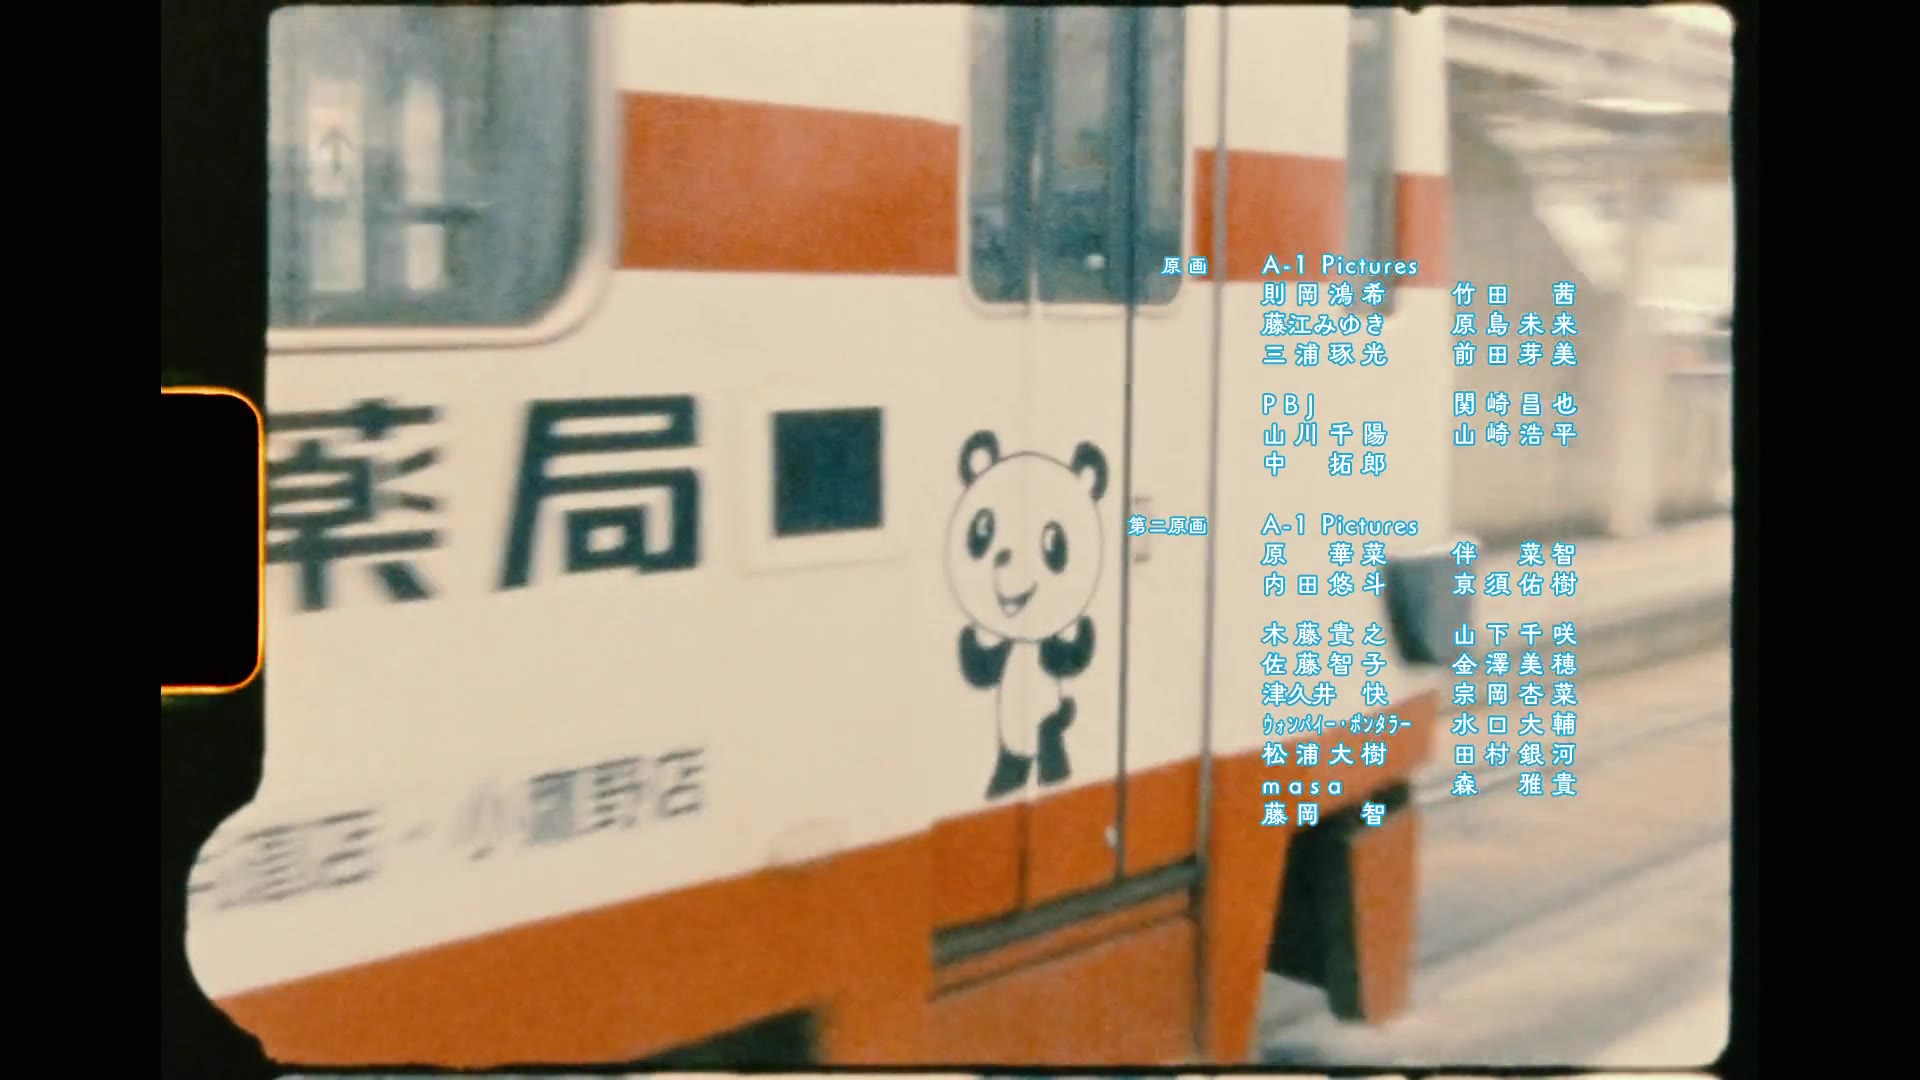 薬局
小鹿野店
原画 A-1 Pictures
則岡鴻希 竹田 茜
藤江みゆき 原島未来
三浦琢光 前田芽美
PBJ 関崎昌也
山川千陽 山崎浩平
中 拓郎
第二原画 A-1 Pictures
原 華菜 伴 菜智
内田悠斗 京須佑樹
木藤貴之 山下千咲
佐藤智子 金澤美穂
津久井 快 宗岡杏菜
ウォンパイー・ポンタラー 水口大輔
松浦大樹 田村銀河
masa 森 雅貴
藤岡 智